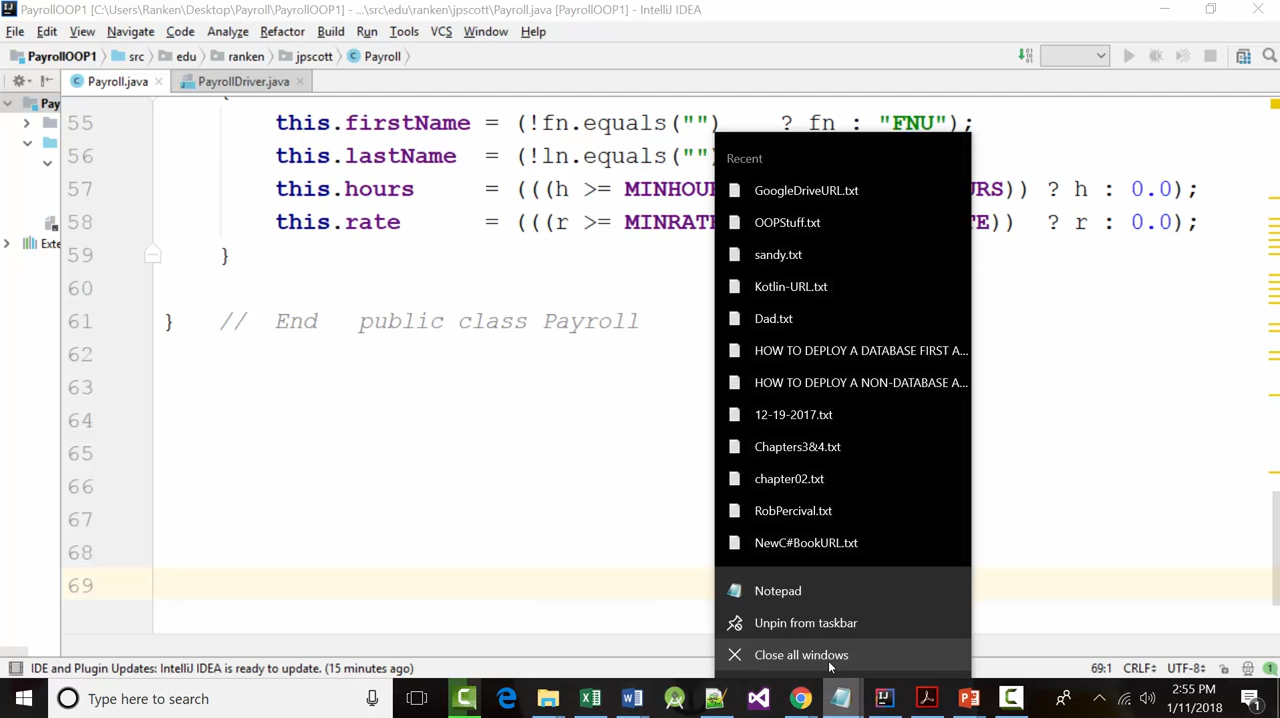 PayrollOOP1 [C:\Users\Ranken\Desktop\Payroll\PayrollOOP1] - ...\src\edu\ranken\jpscott\Payroll.java [PayrollOOP1] - IntelliJ IDEA
File Edit View Navigate Code Analyze Refactor Build Run Tools VCS Window Help
PayrollOOP1 src edu ranken jpscott Payroll
Payroll.java PayrollDriver.java
Pay
55 this.firstName = (!fn.equals("") ? fn : "FNU");
56 this.lastName = (!ln.equals("")
57 this.hours = (((h >= MINHOU URS)) ? h : 0.0);
58 this.rate = (((r >= MINRATE TE)) ? r : 0.0);
Exte
59 }
60
61 } // End public class Payroll
62
63
64
65
66
67
68
69
Recent
GoogleDriveURL.txt
OOPStuff.txt
sandy.txt
Kotlin-URL.txt
Dad.txt
HOW TO DEPLOY A DATABASE FIRST A...
HOW TO DEPLOY A NON-DATABASE A...
12-19-2017.txt
Chapters3&4.txt
chapter02.txt
RobPercival.txt
NewC#BookURL.txt
Notepad
Unpin from taskbar
Close all windows
IDE and Plugin Updates: IntelliJ IDEA is ready to update. (15 minutes ago) 69:1 CRLF UTF-8 1
Type here to search
2:55 PM
1/11/2018
1